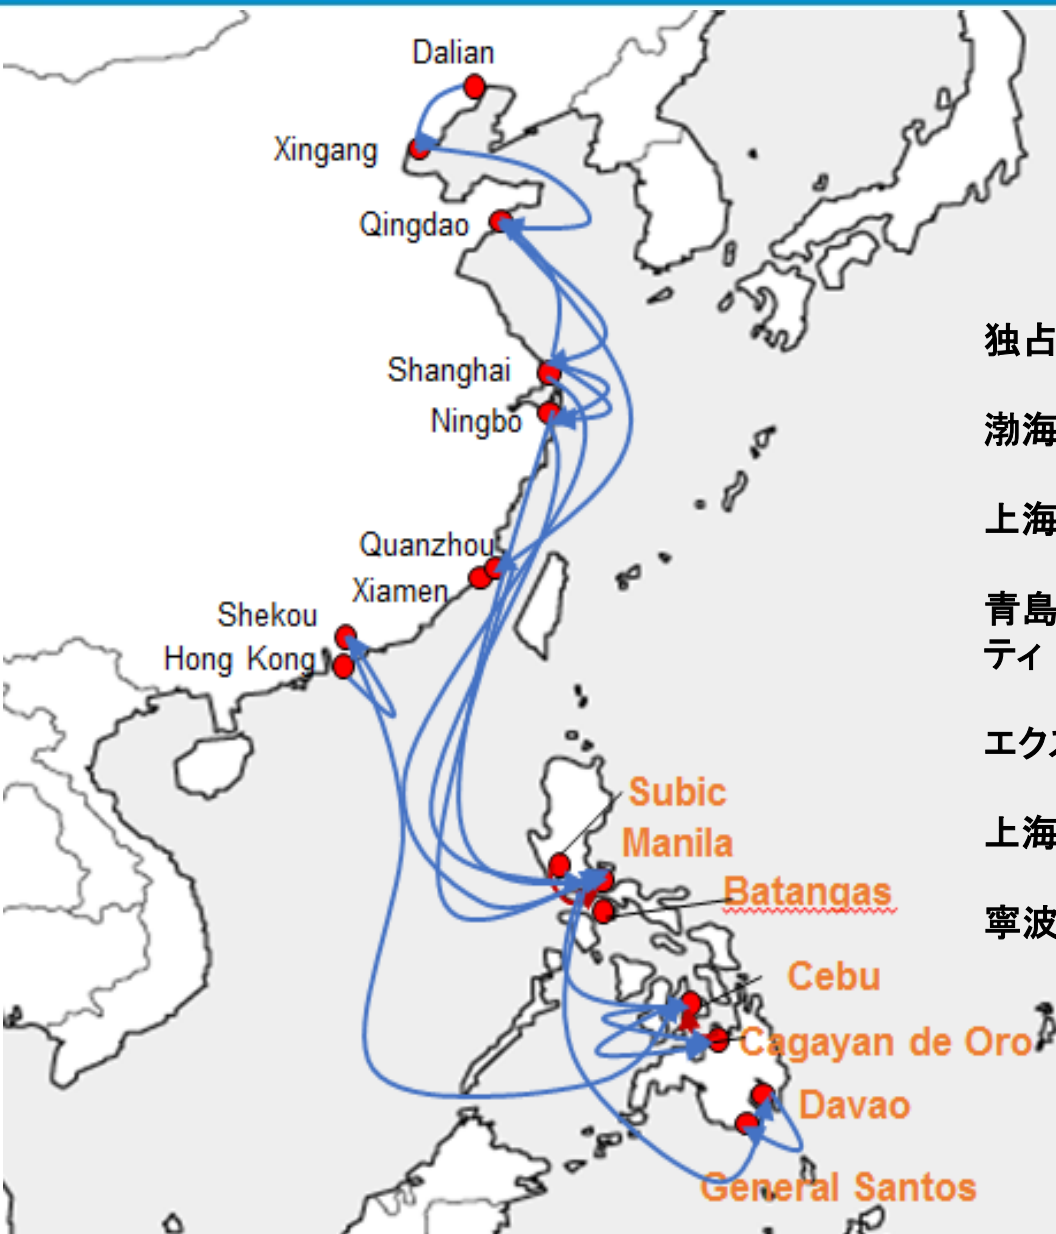 Dalian
Xingang
Qingdao
Shanghai
Ningbo
Quanzhou
Xiamen
Shekou
Hong Kong
Subic
Manila
Batangas
Cebu
Cagayan de Oro
Davao
General Santos
独占
渤海
上海
青島
ティ
エク
上海
寧波